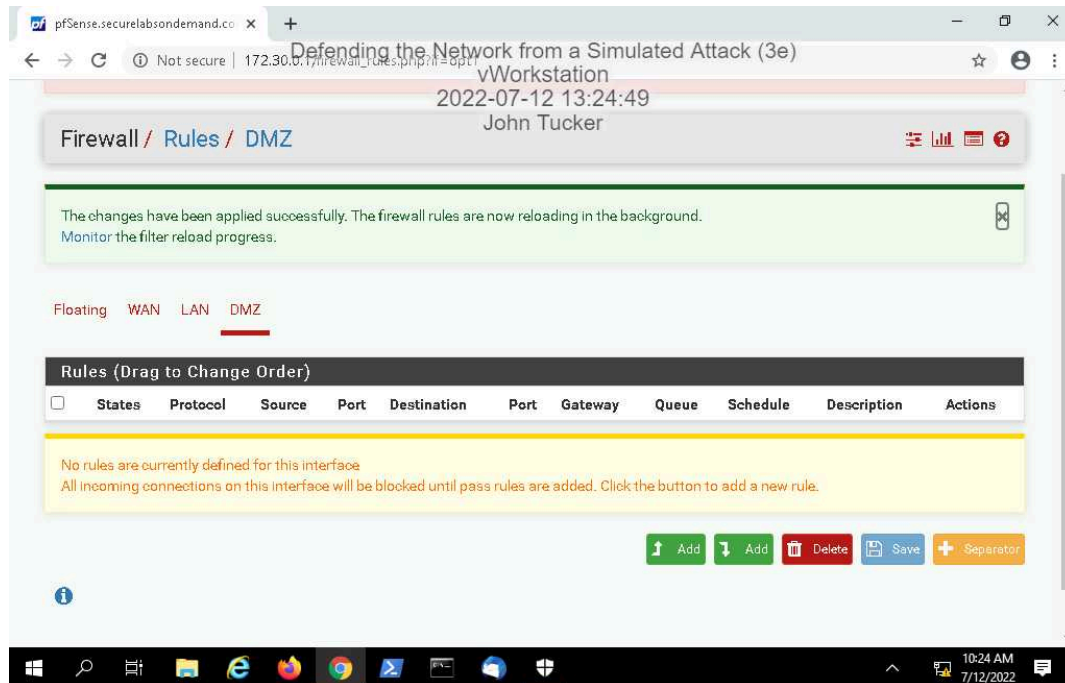 pfSense.securelabsondemand.co
Not secure | 172.30.0.1/firewall_rules.php?if=opt1
Defending the Network from a Simulated Attack (3e)
vWorkstation
2022-07-12 13:24:49
John Tucker
Firewall / Rules / DMZ
The changes have been applied successfully. The firewall rules are now reloading in the background.
Monitor the filter reload progress.
Floating WAN LAN DMZ
Rules (Drag to Change Order)
States Protocol Source Port Destination Port Gateway Queue Schedule Description Actions
No rules are currently defined for this interface
All incoming connections on this interface will be blocked until pass rules are added. Click the button to add a new rule.
Add Add Delete Save Separator
10:24 AM
7/12/2022